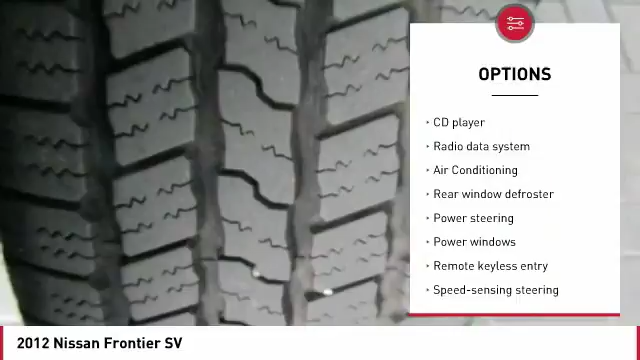 OPTIONS
CD player
Radio data system
Air Conditioning
Rear window defroster
Power steering
Power windows
Remote keyless entry
Speed-sensing steering
2012 Nissan Frontier SV